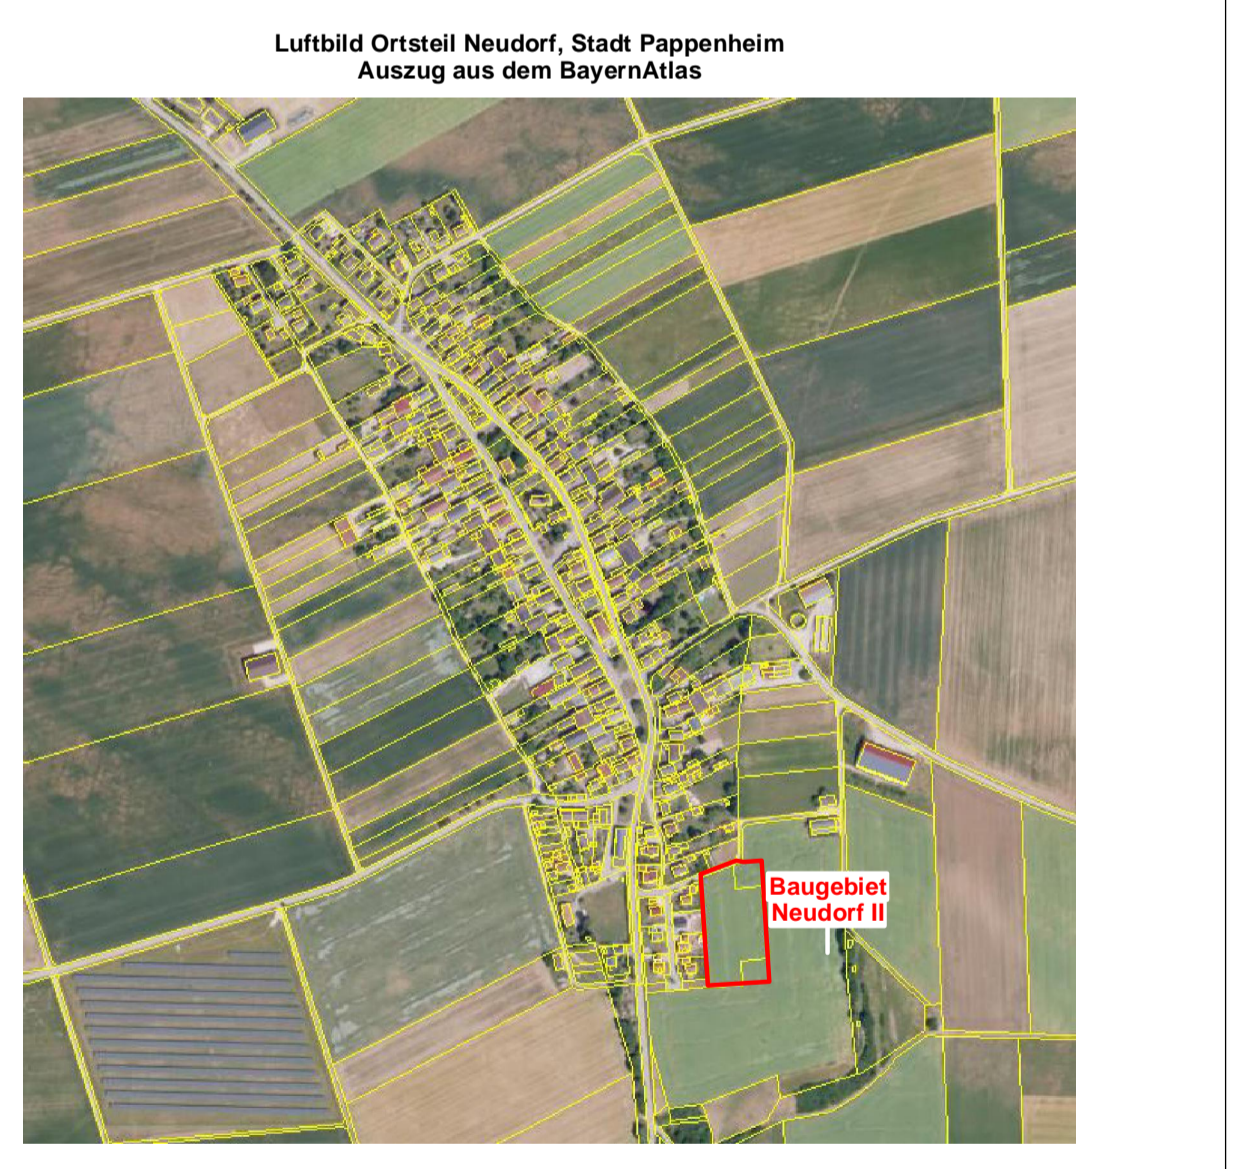 Luftbild Ortsteil Neudorf, Stadt Pappenheim
Auszug aus dem BayernAtlas
Baugebiet
Neudorf II